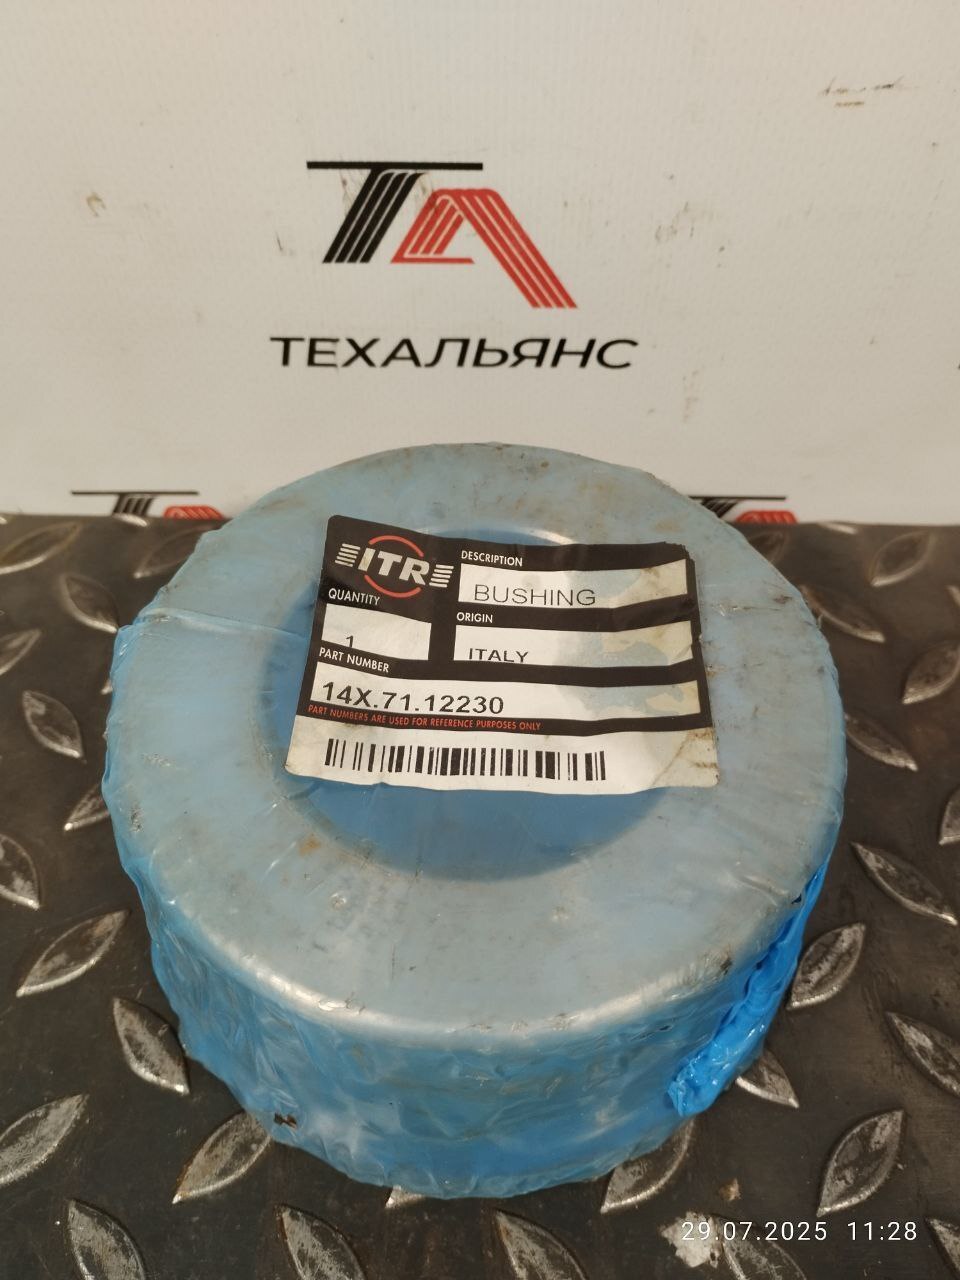 TA
ТЕХАЛЬЯНС
ITR
DESCRIPTION
BUSHING
QUANTITY
1
ORIGIN
ITALY
PART NUMBER
14X.71.12230
PART NUMBERS ARE USED FOR REFERENCE PURPOSES ONLY
29.07.2025 11:28